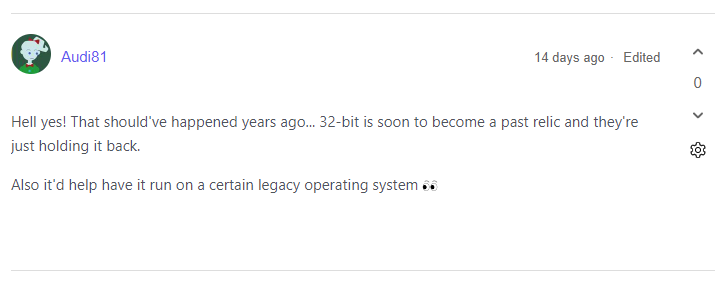 Audi81
14 days ago · Edited
0
Hell yes! That should've happened years ago... 32-bit is soon to become a past relic and they're
just holding it back.
Also it'd help have it run on a certain legacy operating system 👀